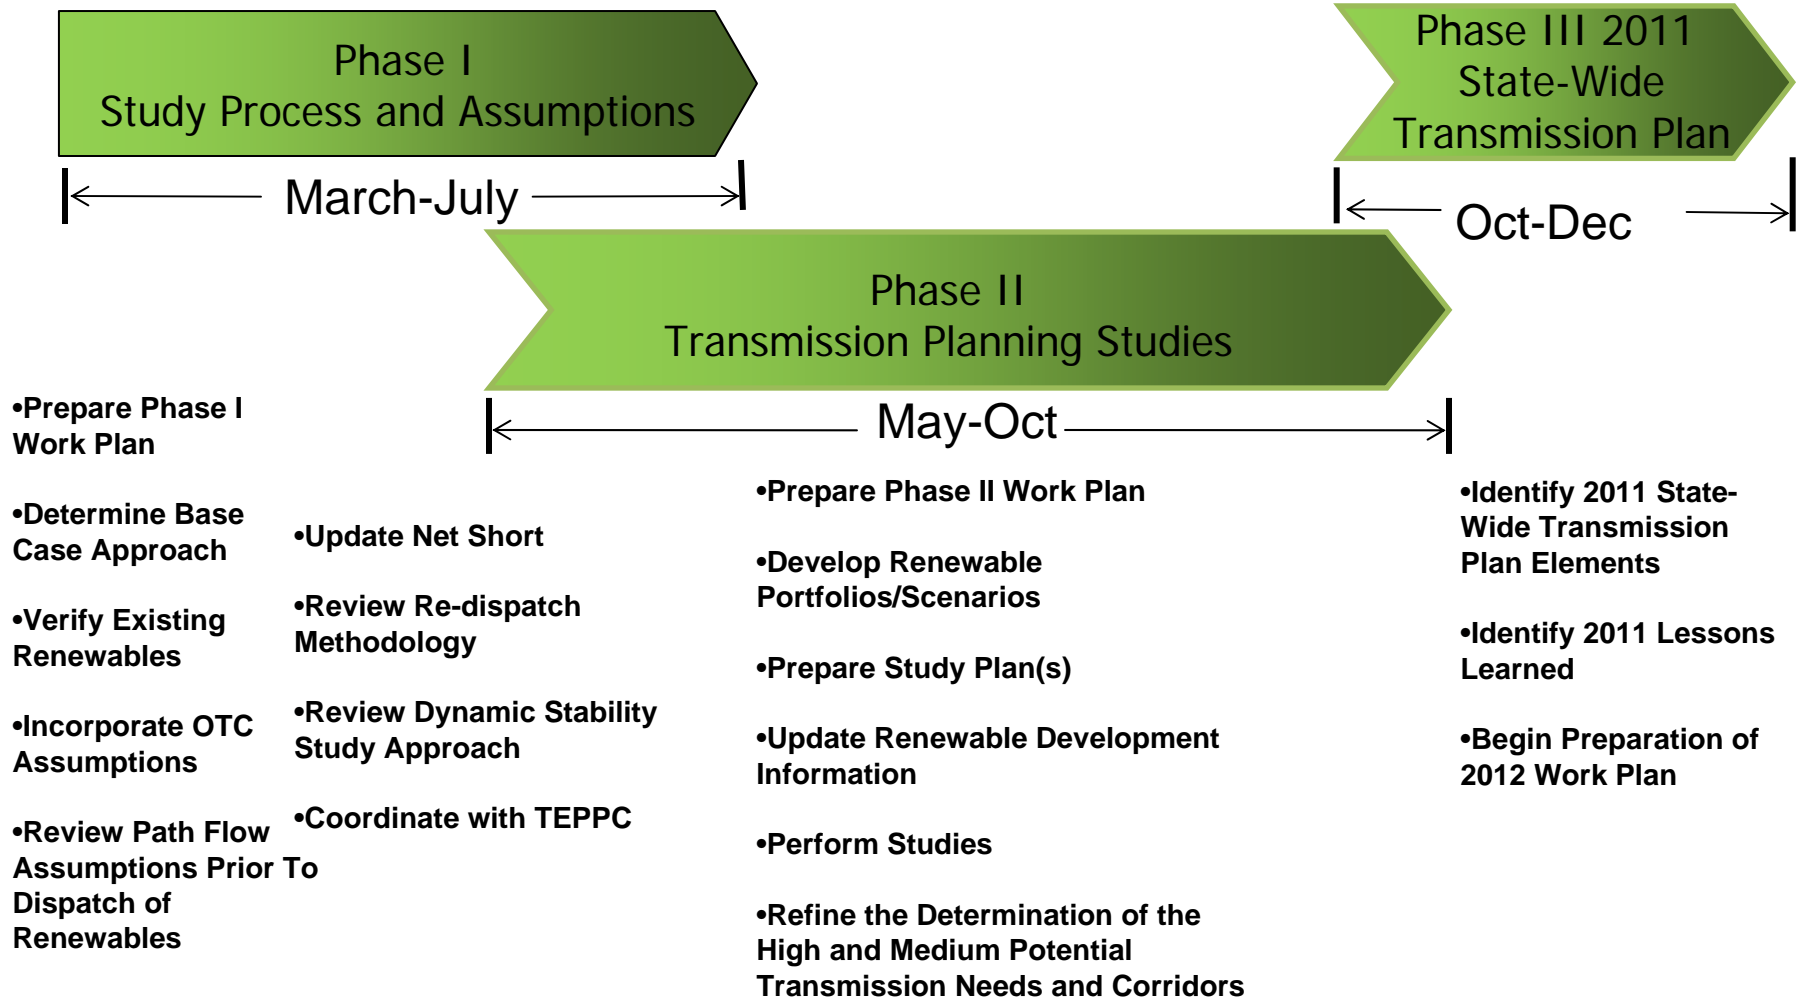 Phase I
Study Process and Assumptions
March-July
Phase III 2011
State-Wide
Transmission Plan
Oct-Dec
Phase II
Transmission Planning Studies
May-Oct
•Prepare Phase I
Work Plan
•Determine Base
Case Approach
•Verify Existing
Renewables
•Incorporate OTC
Assumptions
•Review Path Flow
Assumptions Prior To
Dispatch of
Renewables
•Update Net Short
•Review Re-dispatch
Methodology
•Review Dynamic Stability
Study Approach
•Coordinate with TEPPC
•Prepare Phase II Work Plan
•Develop Renewable
Portfolios/Scenarios
•Prepare Study Plan(s)
•Update Renewable Development
Information
•Perform Studies
•Refine the Determination of the
High and Medium Potential
Transmission Needs and Corridors
•Identify 2011 State-
Wide Transmission
Plan Elements
•Identify 2011 Lessons
Learned
•Begin Preparation of
2012 Work Plan